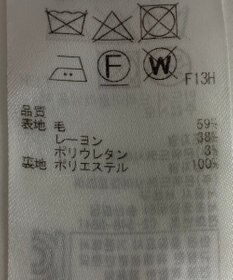 F W F13H
品質
表地 毛 59%
レーヨン 38%
ポリウレタン 3%
裏地 ポリエステル 100%